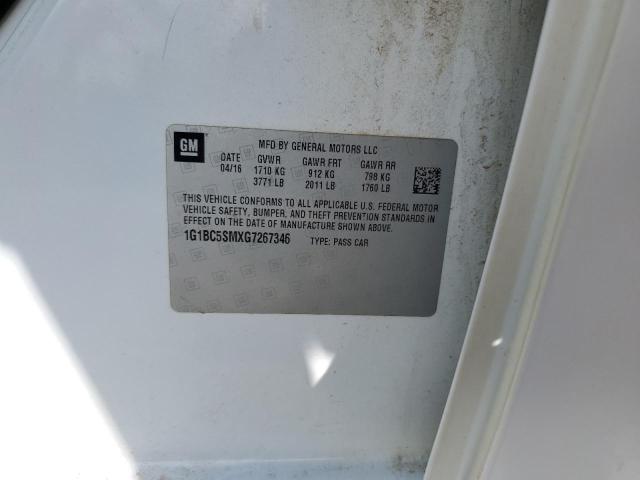 GM
MFD BY GENERAL MOTORS LLC
DATE GVWR GAWR FRT GAWR RR
04/16 1710 KG 912 KG 798 KG
3771 LB 2011 LB 1760 LB
THIS VEHICLE CONFORMS TO ALL APPLICABLE U.S. FEDERAL MOTOR
VEHICLE SAFETY, BUMPER, AND THEFT PREVENTION STANDARDS IN
EFFECT ON THE DATE OF MANUFACTURE SHOWN ABOVE.
1G1BC5SMXG7267346 TYPE: PASS CAR